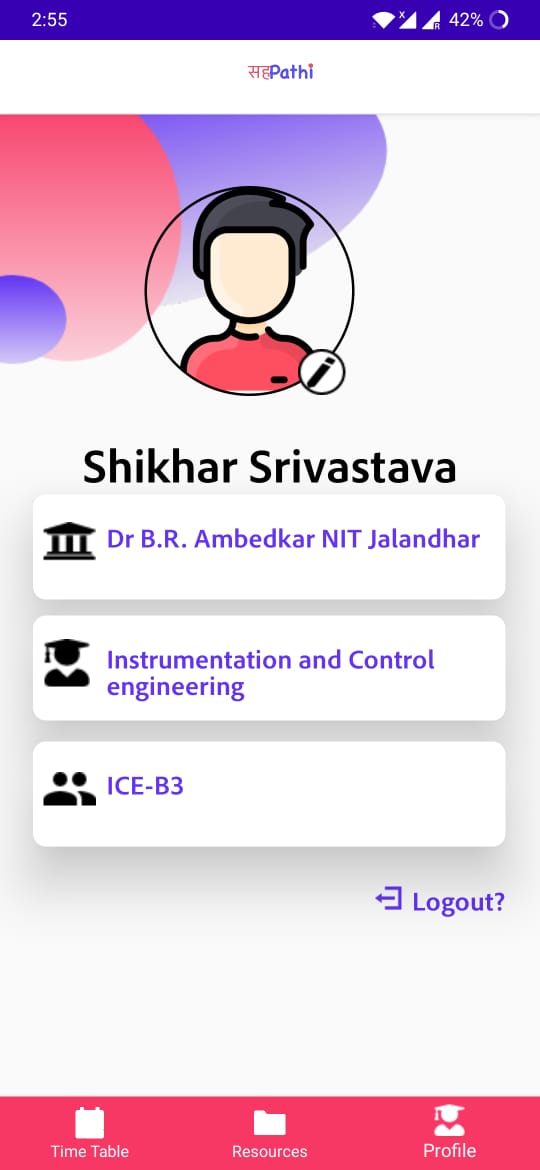 2:55
x
R
42%
सहPathi
Shikhar Srivastava
Dr B.R. Ambedkar NIT Jalandhar
Instrumentation and Control
engineering
ICE-B3
Logout?
Time Table
Resources
Profile